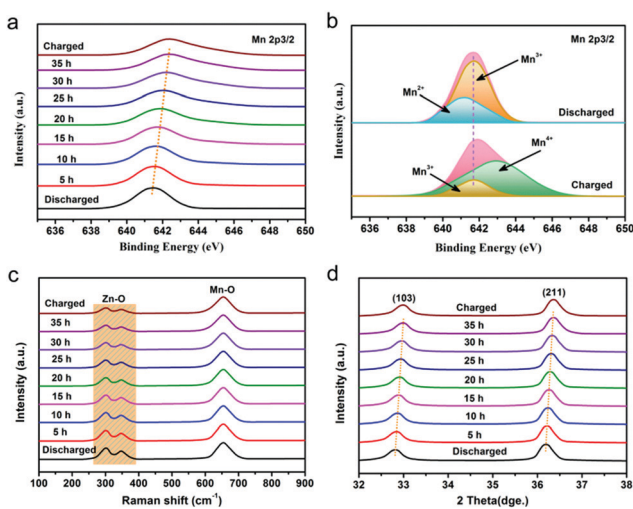 a
Mn 2p3/2
Charged
35 h
30 h
25 h
20 h
15 h
10 h
5 h
Discharged
Intensity (a.u.)
636 638 640 642 644 646 648 650
Binding Energy (eV)
b
Mn 2p3/2
Mn3+
Mn2+
Discharged
Mn4+
Mn3+
Charged
Intensity (a.u.)
636 638 640 642 644 646 648 650
Binding Energy (eV)
c
Zn-O
Mn-O
Charged
35 h
30 h
25 h
20 h
15 h
10 h
5 h
Discharged
Intensity (a.u.)
100 200 300 400 500 600 700 800 900
Raman shift (cm-1)
d
(103)
(211)
Charged
35 h
30 h
25 h
20 h
15 h
10 h
5 h
Discharged
Intensity (a.u.)
32 33 34 35 36 37 38
2 Theta(dge.)